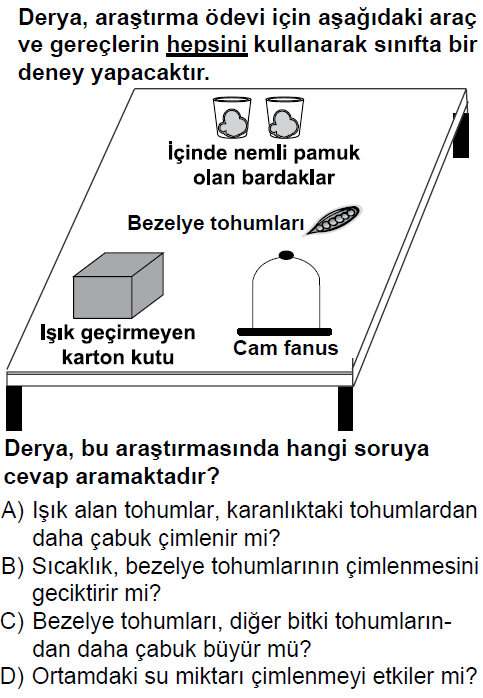 Derya, araştırma ödevi için aşağıdaki araç
ve gereçlerin hepsini kullanarak sınıfta bir
deney yapacaktır.
İçinde nemli pamuk
olan bardaklar
Bezelye tohumları
Işık geçirmeyen
karton kutu
Cam fanus
Derya, bu araştırmasında hangi soruya
cevap aramaktadır?
A) Işık alan tohumlar, karanlıktaki tohumlardan
daha çabuk çimlenir mi?
B) Sıcaklık, bezelye tohumlarının çimlenmesini
geciktirir mi?
C) Bezelye tohumları, diğer bitki tohumların-
dan daha çabuk büyür mü?
D) Ortamdaki su miktarı çimlenmeyi etkiler mi?